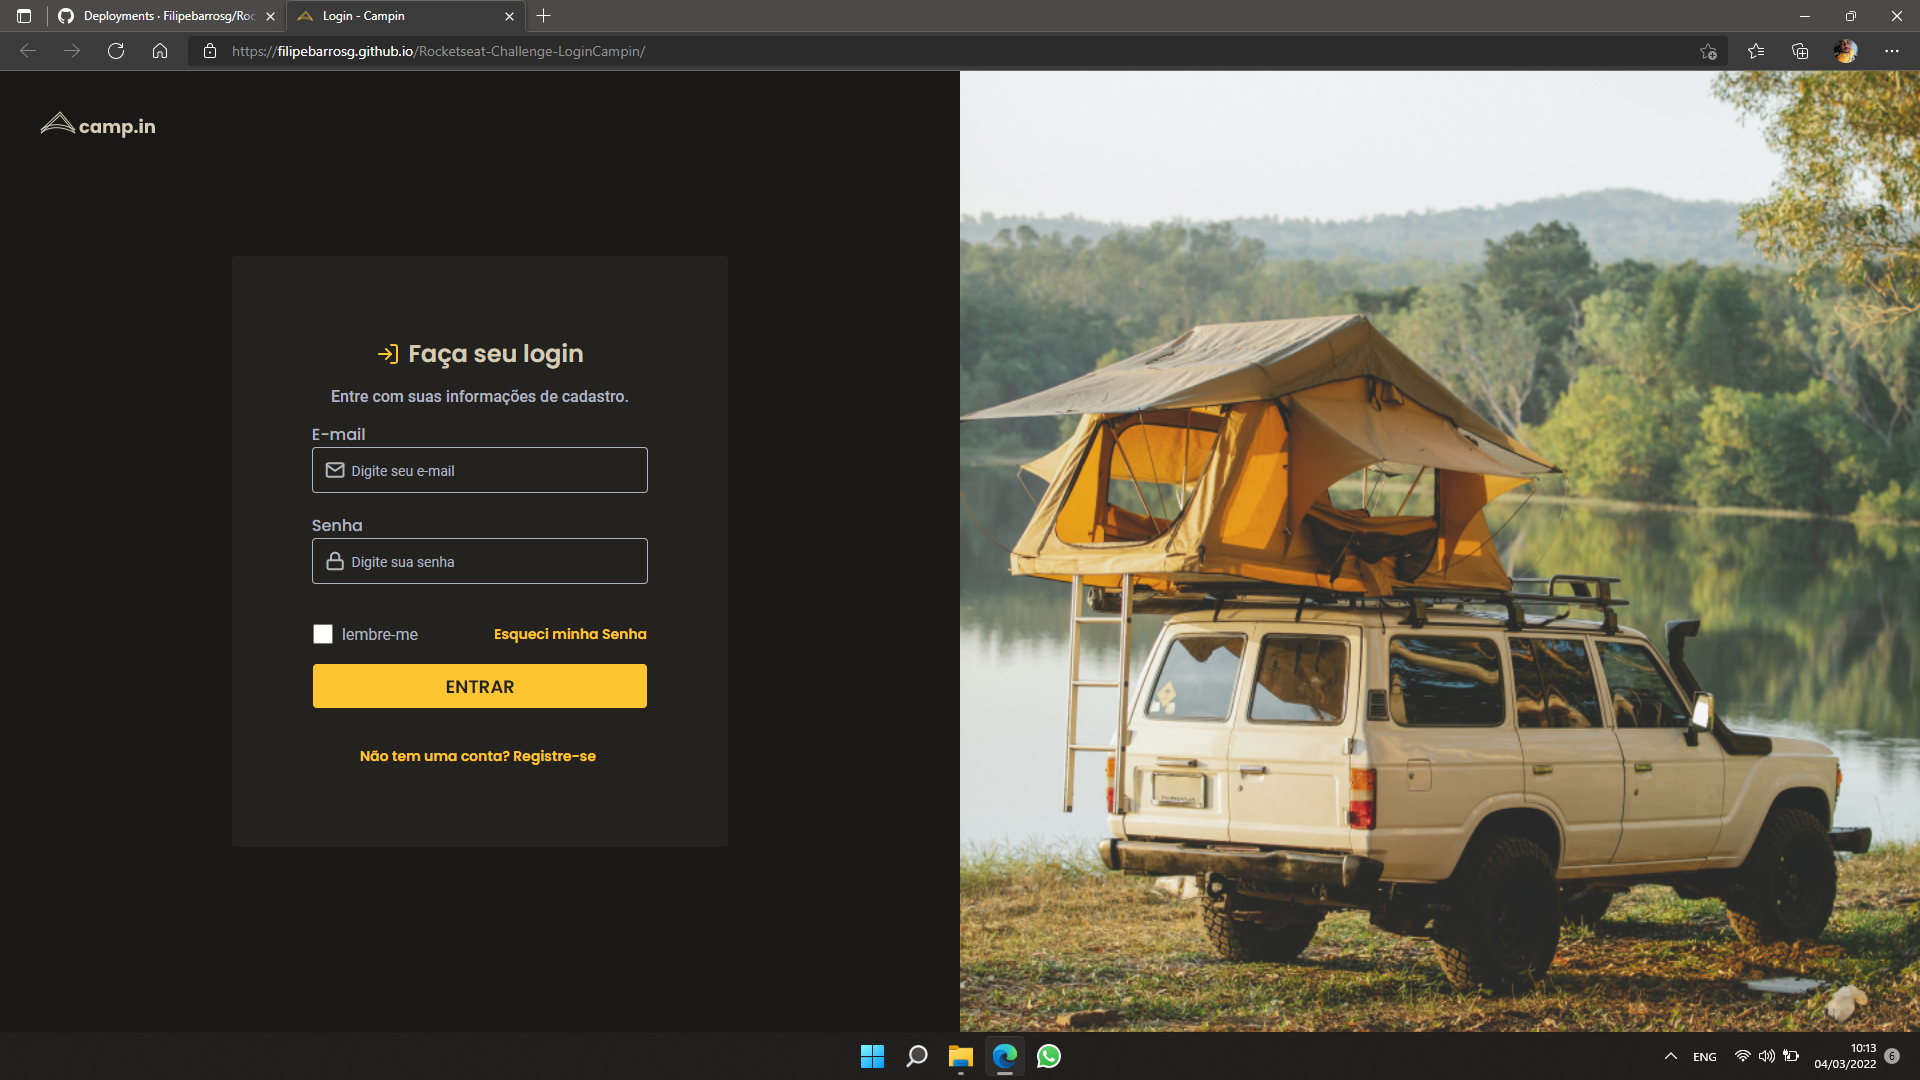 Deployments · Filipebarrosg/Roc
Login - Campin
https://filipebarrosg.github.io/Rocketseat-Challenge-LoginCampin/
camp.in
Faça seu login
Entre com suas informações de cadastro.
E-mail
Digite seu e-mail
Senha
Digite sua senha
lembre-me
Esqueci minha Senha
ENTRAR
Não tem uma conta? Registre-se
ENG
10:13
04/03/2022
6